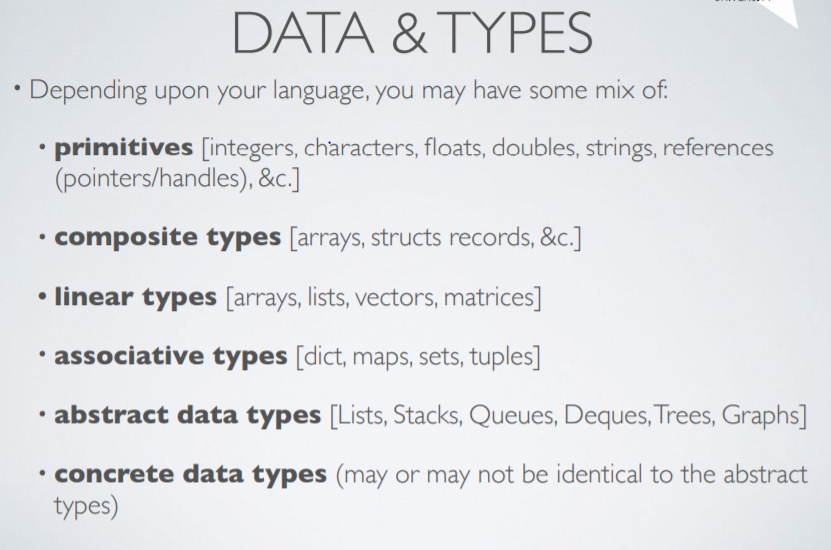 DATA & TYPES
• Depending upon your language, you may have some mix of:
• primitives [integers, characters, floats, doubles, strings, references
(pointers/handles), &c.]
• composite types [arrays, structs records, &c.]
• linear types [arrays, lists, vectors, matrices]
• associative types [dict, maps, sets, tuples]
• abstract data types [Lists, Stacks, Queues, Deques, Trees, Graphs]
• concrete data types (may or may not be identical to the abstract
types)